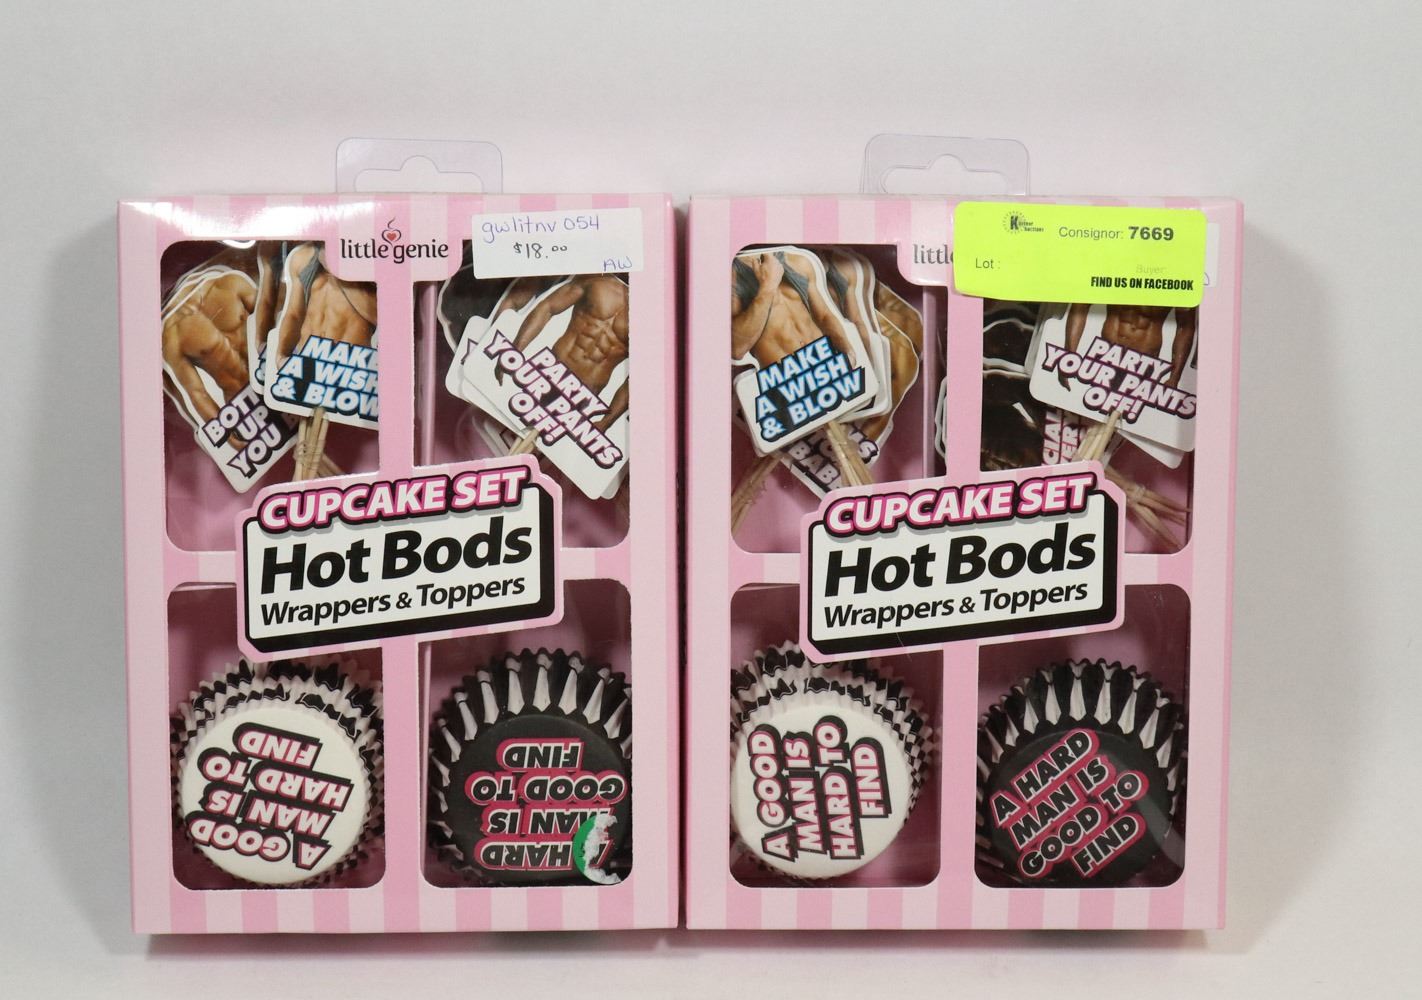 little genie
gwlitnv 054
$18.00
AW
BOTT
UP
YOU
MAKE
A WISH
& BLOW
PARTY,
YOUR PANTS
OFF!
CUPCAKE SET
Hot Bods
Wrappers & Toppers
A GOOD
MAN IS
HARD TO
FIND
A HARD
MAN IS
GOOD TO
FIND
Consignor: 7669
Lot :
Buyer:
FIND US ON FACEBOOK
MAKE
A WISH
& BLOW
PARTY,
YOUR PANTS
OFF!
CUPCAKE SET
Hot Bods
Wrappers & Toppers
A GOOD
MAN IS
HARD TO
FIND
A HARD
MAN IS
GOOD TO
FIND